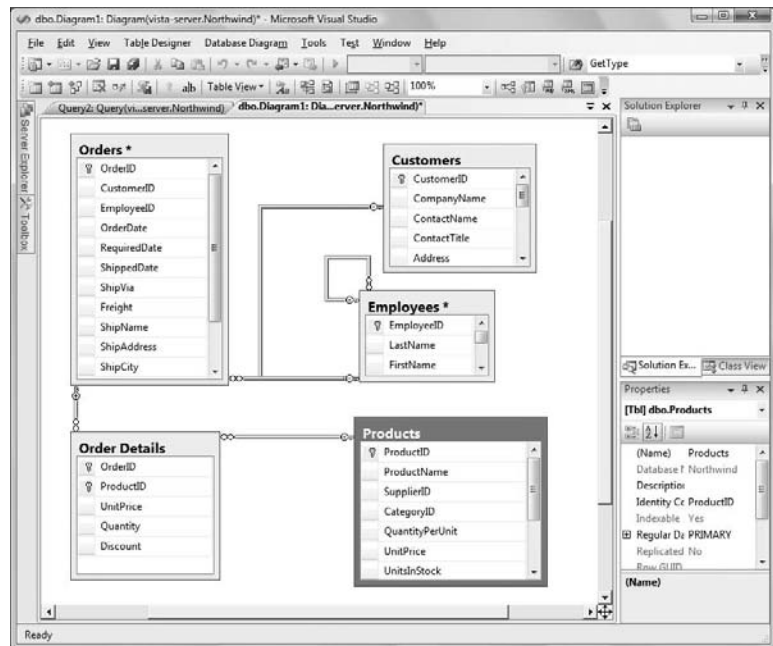 dbo.Diagram1: Diagram(vista-server.Northwind)* - Microsoft Visual Studio
File Edit View Table Designer Database Diagram Tools Test Window Help
GetType
alb Table View 100%
Query2: Query(vi...server.Northwind) dbo.Diagram1: Dia...erver.Northwind)*
Server Explorer
Toolbox
Orders *
OrderID
CustomerID
EmployeeID
OrderDate
RequiredDate
ShippedDate
ShipVia
Freight
ShipName
ShipAddress
ShipCity
Customers
CustomerID
CompanyName
ContactName
ContactTitle
Address
Employees *
EmployeeID
LastName
FirstName
Order Details
OrderID
ProductID
UnitPrice
Quantity
Discount
Products
ProductID
ProductName
SupplierID
CategoryID
QuantityPerUnit
UnitPrice
UnitsInStock
Solution Explorer
Solution Ex... Class View
Properties
[Tbl] dbo.Products
(Name) Products
Database Northwind
Description
Identity Cc ProductID
Indexable Yes
Regular Da PRIMARY
Replicated No
Row GUID
(Name)
Ready